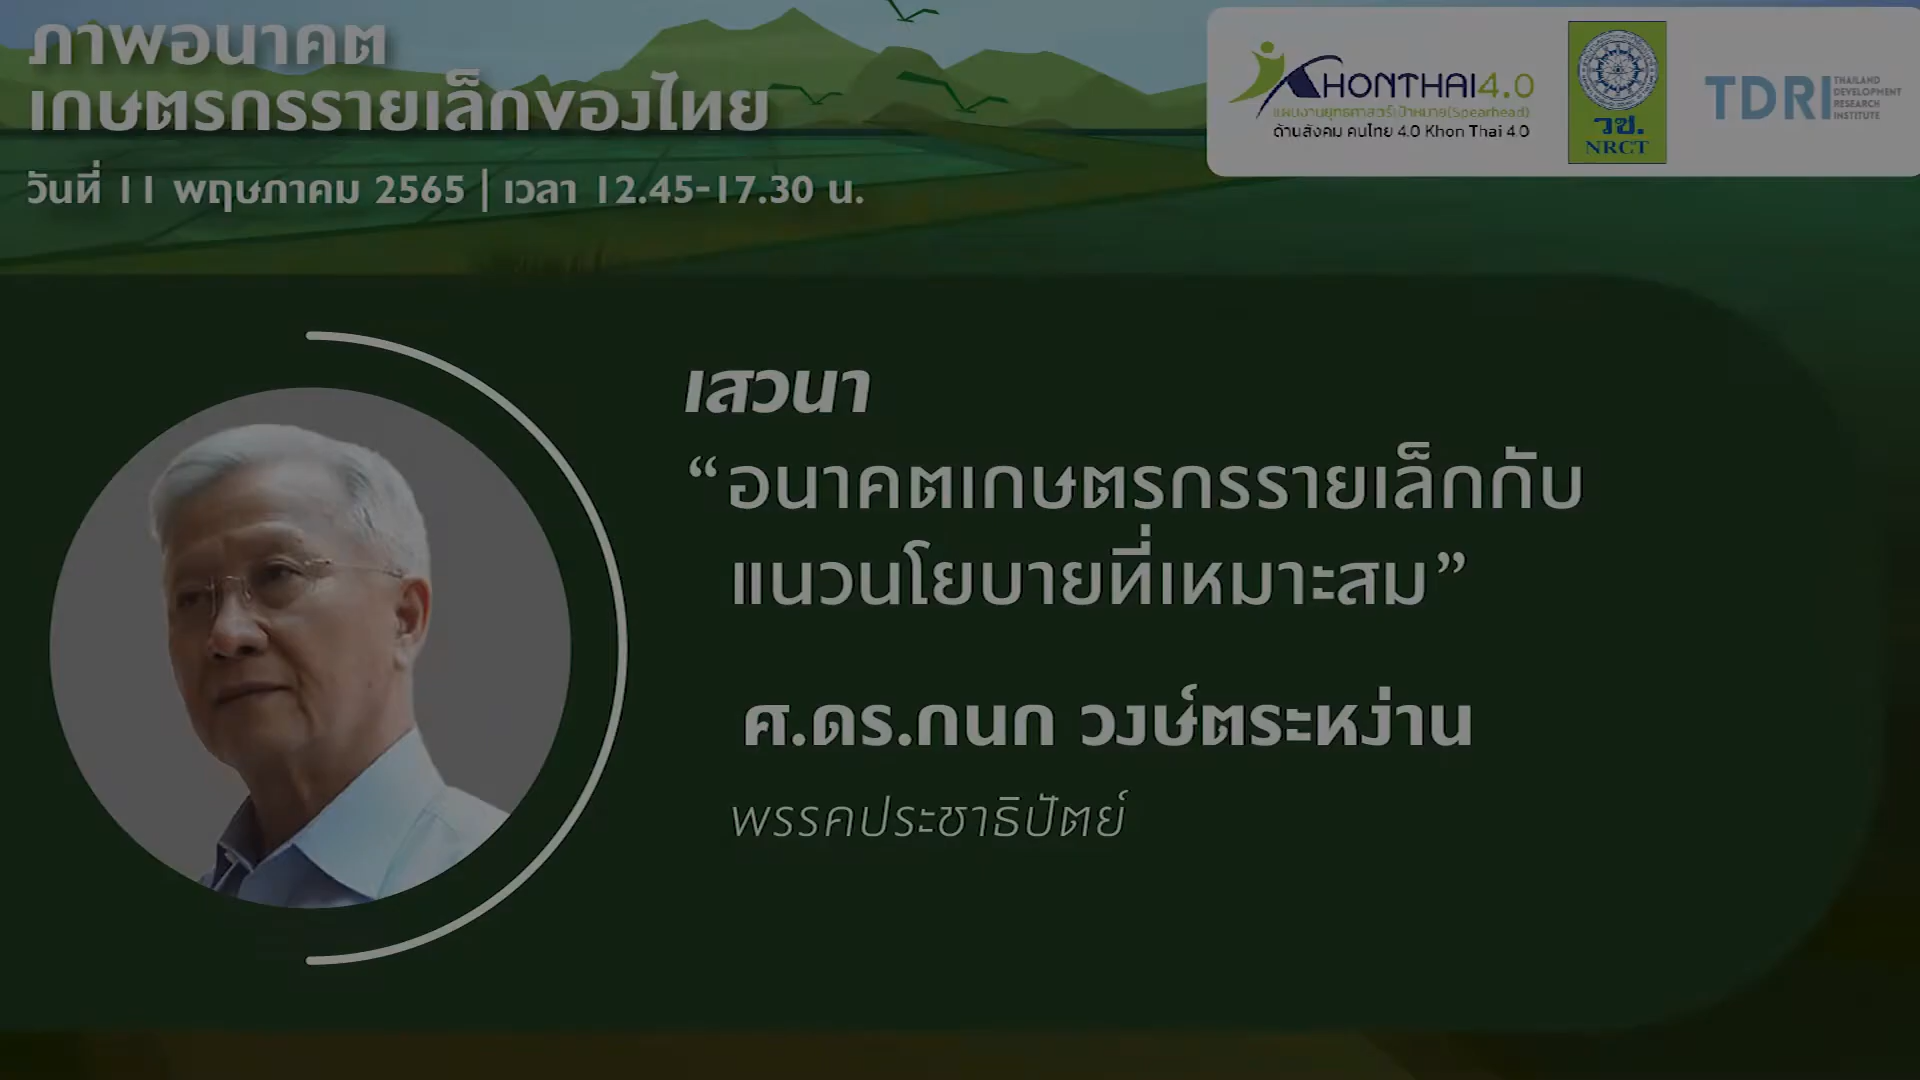 ภาพอนาคต
เกษตรกรรายเล็กของไทย
วันที่ 11 พฤษภาคม 2565 | เวลา 12.45-17.30 น.
KHONTHAI4.0
แผนงานยุทธศาสตร์เป้าหมาย(Spearhead)
ด้านสังคม คนไทย 4.0 Khon Thai 4.0
วช.
NRCT
TDRI
THAILAND
DEVELOPMENT
RESEARCH
INSTITUTE
เสวนา
“อนาคตเกษตรกรรายเล็กกับ
แนวนโยบายที่เหมาะสม”
ศ.ดร.กนก วงษ์ตระหง่าน
พรรคประชาธิปัตย์